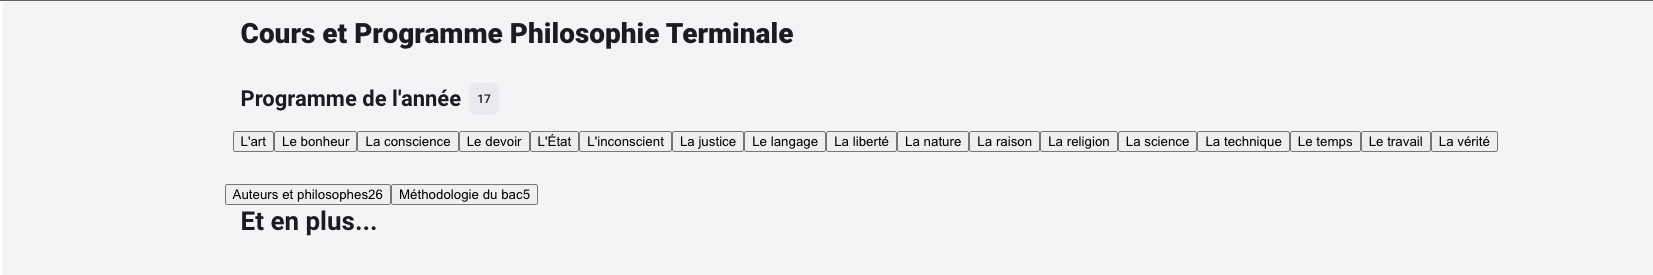 Cours et Programme Philosophie Terminale
Programme de l'année 17
L'art Le bonheur La conscience Le devoir L'État L'inconscient La justice Le langage La liberté La nature La raison La religion La science La technique Le temps Le travail La vérité
Auteurs et philosophes26 Méthodologie du bac5
Et en plus...